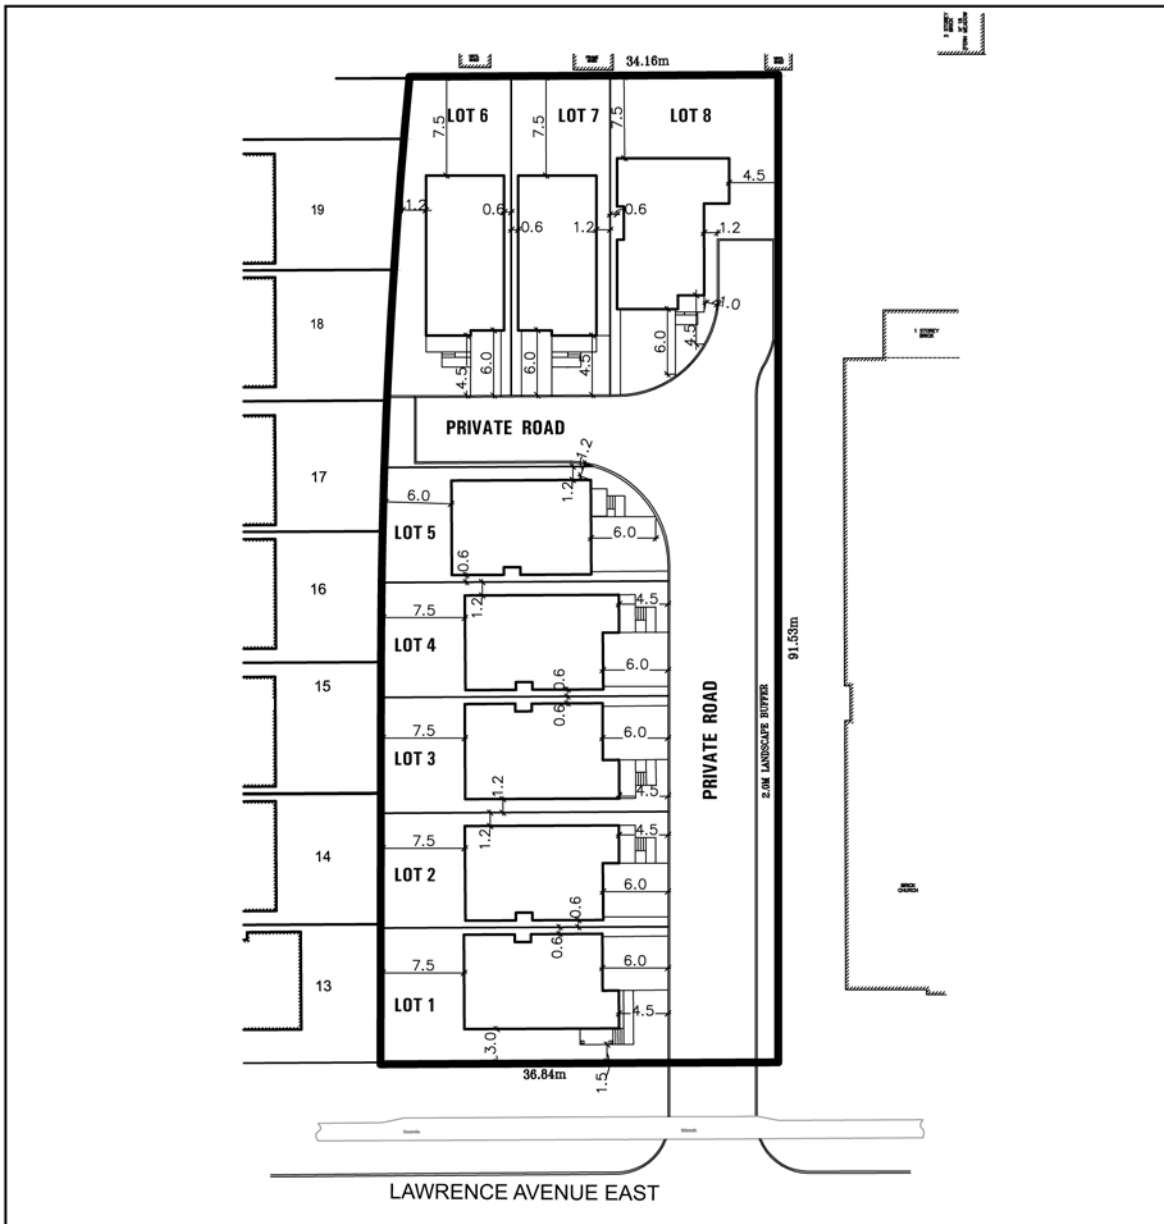 2 STOREY
BRICK
34.16m
LOT 6
LOT 7
LOT 8
7.5
7.5
7.5
4.5
19
1.2
0.6
0.6
1.2
0.6
1.2
18
1.0
4.5
6.0
6.0
4.5
6.0
4.5
1 STOREY
BRICK
PRIVATE ROAD
1.2
17
1.2
6.0
LOT 5
6.0
0.6
16
1.2
7.5
4.5
LOT 4
91.53m
6.0
0.6
15
0.6
7.5
6.0
PRIVATE ROAD
2.0M LANDSCAPE BUFFER
LOT 3
1.2
4.5
1.2
4.5
14
7.5
LOT 2
6.0
BRICK
CHURCH
0.6
0.6
7.5
6.0
13
LOT 1
4.5
3.0
36.84m
1.5
Sidewalk
LAWRENCE AVENUE EAST